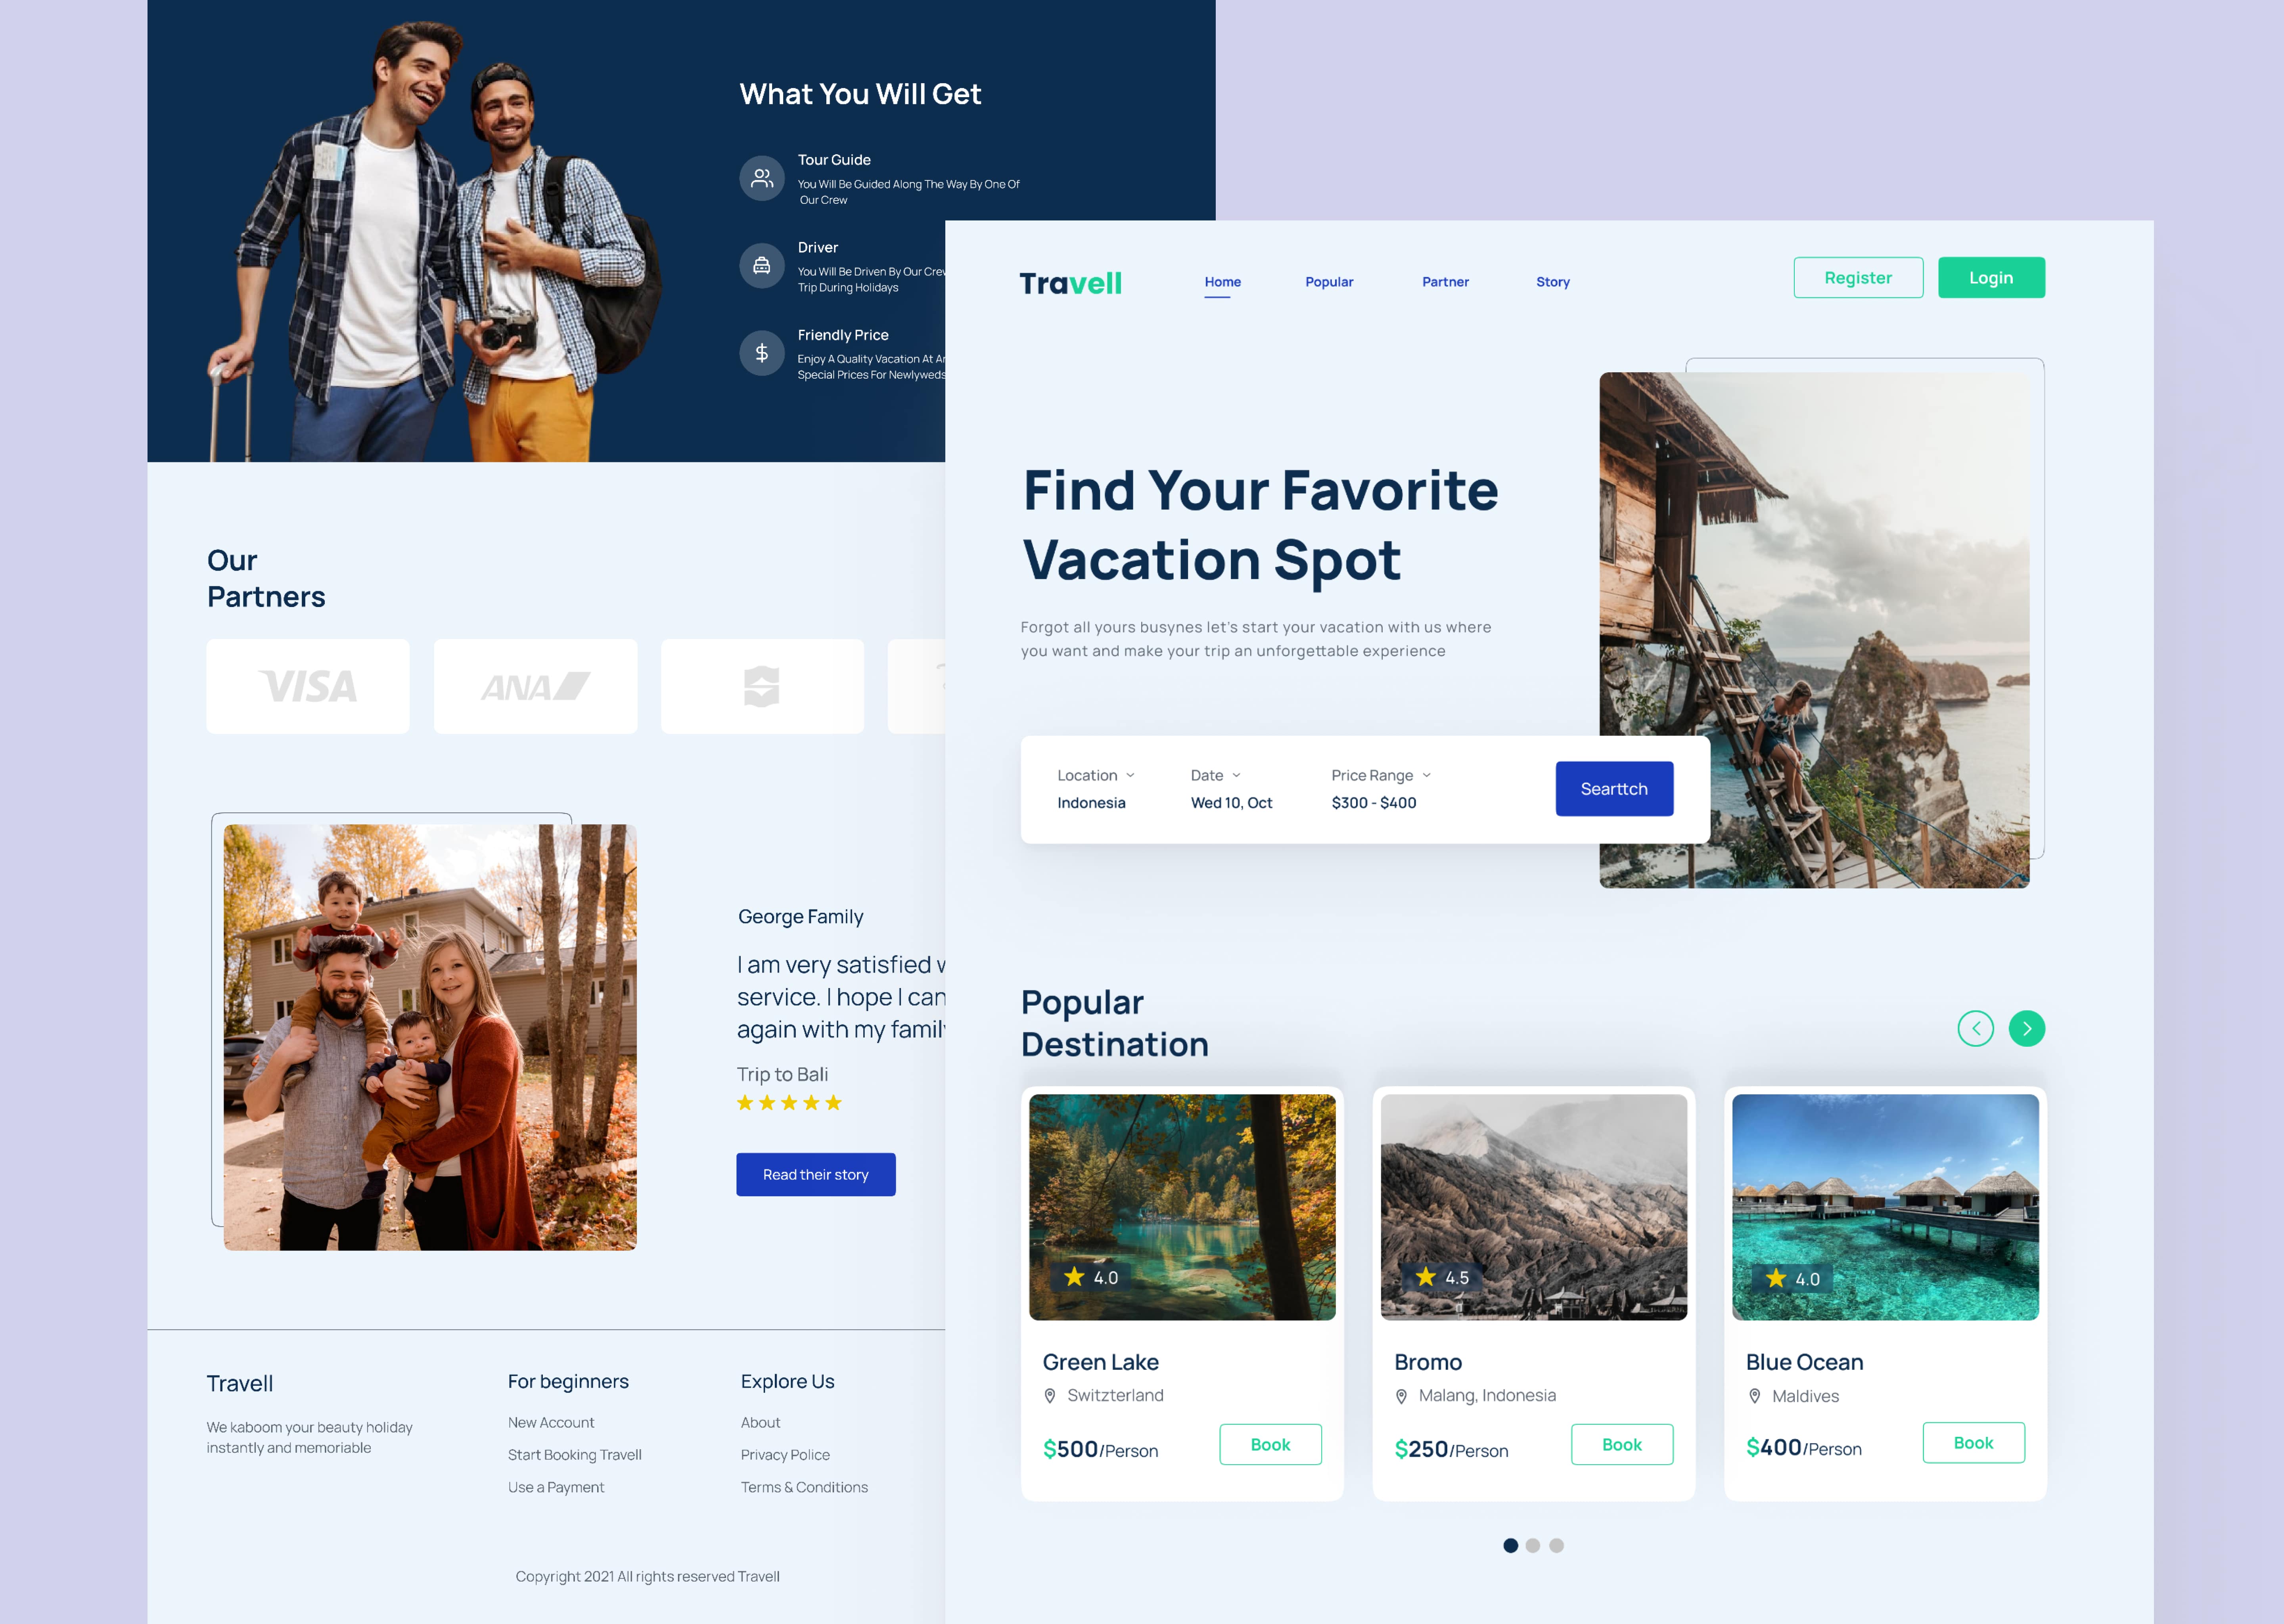 What You Will Get
Tour Guide
You Will Be Guided Along The Way By One Of
Our Crew
Driver
You Will Be Driven By Our
Trip During Holidays
Friendly Price
Enjoy A Quality Vacation At
Special Prices For Newlyweds
Our
Partners
VISA
ANA
George Family
I am very satisfied
service. I hope I can
again with my
Trip to Bali
Read their story
Travell
We kaboom your beauty holiday
instantly and memoriable
For beginners
New Account
Start Booking Travell
Use a Payment
Explore Us
About
Privacy Police
Terms & Conditions
Copyright 2021 All rights reserved Travell
Travell
Home
Popular
Partner
Story
Register
Login
Find Your Favorite
Vacation Spot
Forgot all yours busynes let's start your vacation with us where
you want and make your trip an unforgettable experience
Location
Indonesia
Date
Wed 10, Oct
Price Range
$300 - $400
Searttch
Popular
Destination
4.0
Green Lake
Switzterland
$500/Person
Book
4.5
Bromo
Malang, Indonesia
$250/Person
Book
4.0
Blue Ocean
Maldives
$400/Person
Book